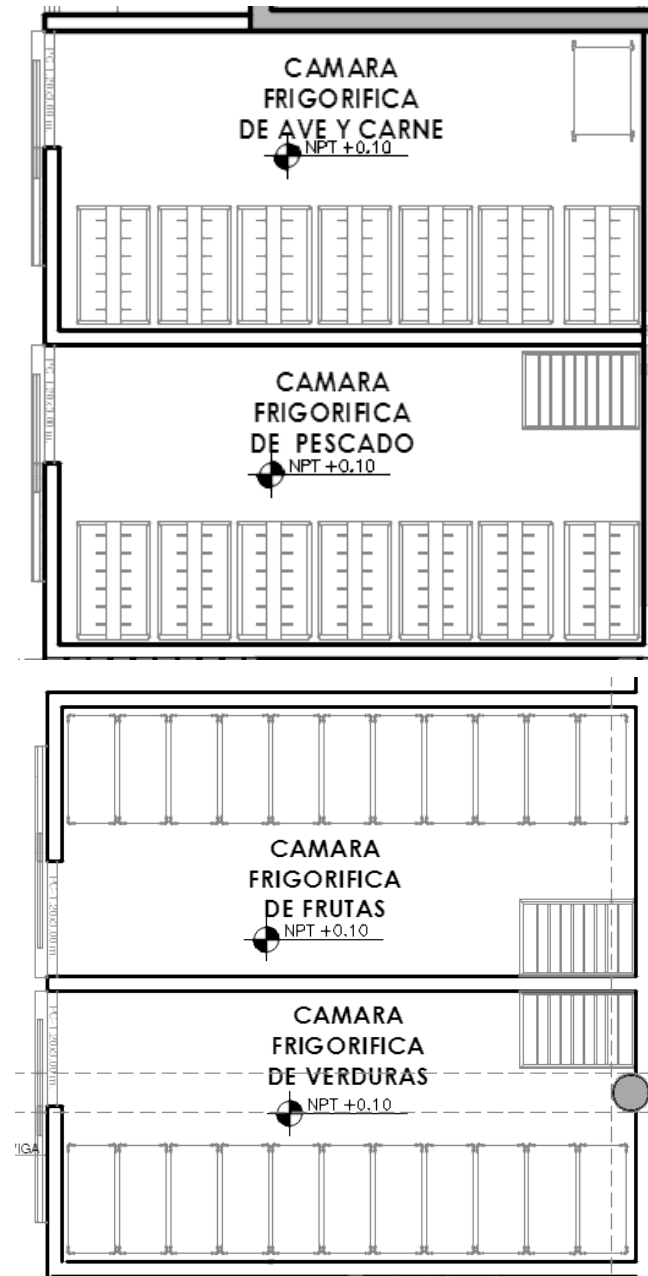 CAMARA
FRIGORIFICA
DE AVE Y CARNE
NPT +0.10
CAMARA
FRIGORIFICA
DE PESCADO
NPT +0.10
CAMARA
FRIGORIFICA
DE FRUTAS
NPT +0.10
CAMARA
FRIGORIFICA
DE VERDURAS
NPT +0.10